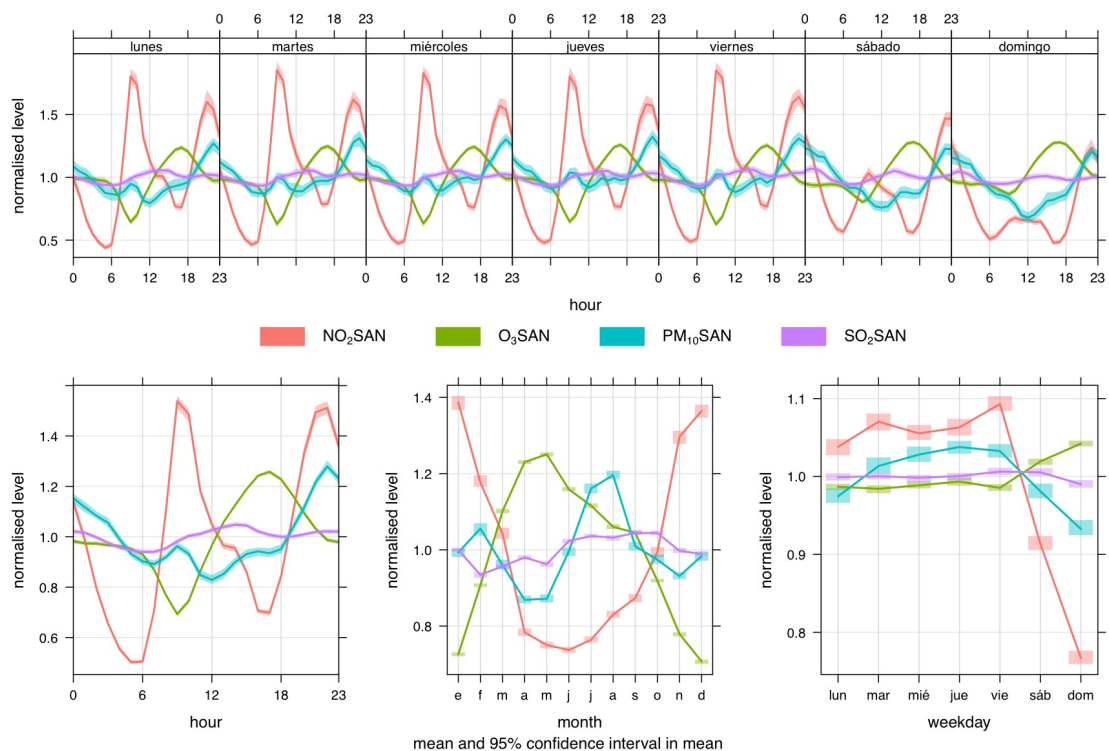 0 6 12 18 23 0 6 12 18 23 0 6 12 18 23
lunes martes miércoles jueves viernes sábado domingo
normalised level
1.5
1.0
0.5
0 6 12 18 23 0 6 12 18 23 0 6 12 18 23 0 6 12 18 23
hour
NO₂SAN O₃SAN PM₁₀SAN SO₂SAN
normalised level
1.4
1.2
1.0
0.8
0.6
0 6 12 18 23
hour
normalised level
1.4
1.2
1.0
0.8
e f m a m j j a s o n d
month
normalised level
1.1
1.0
0.9
0.8
lun mar mié jue vie sáb dom
weekday
mean and 95% confidence interval in mean